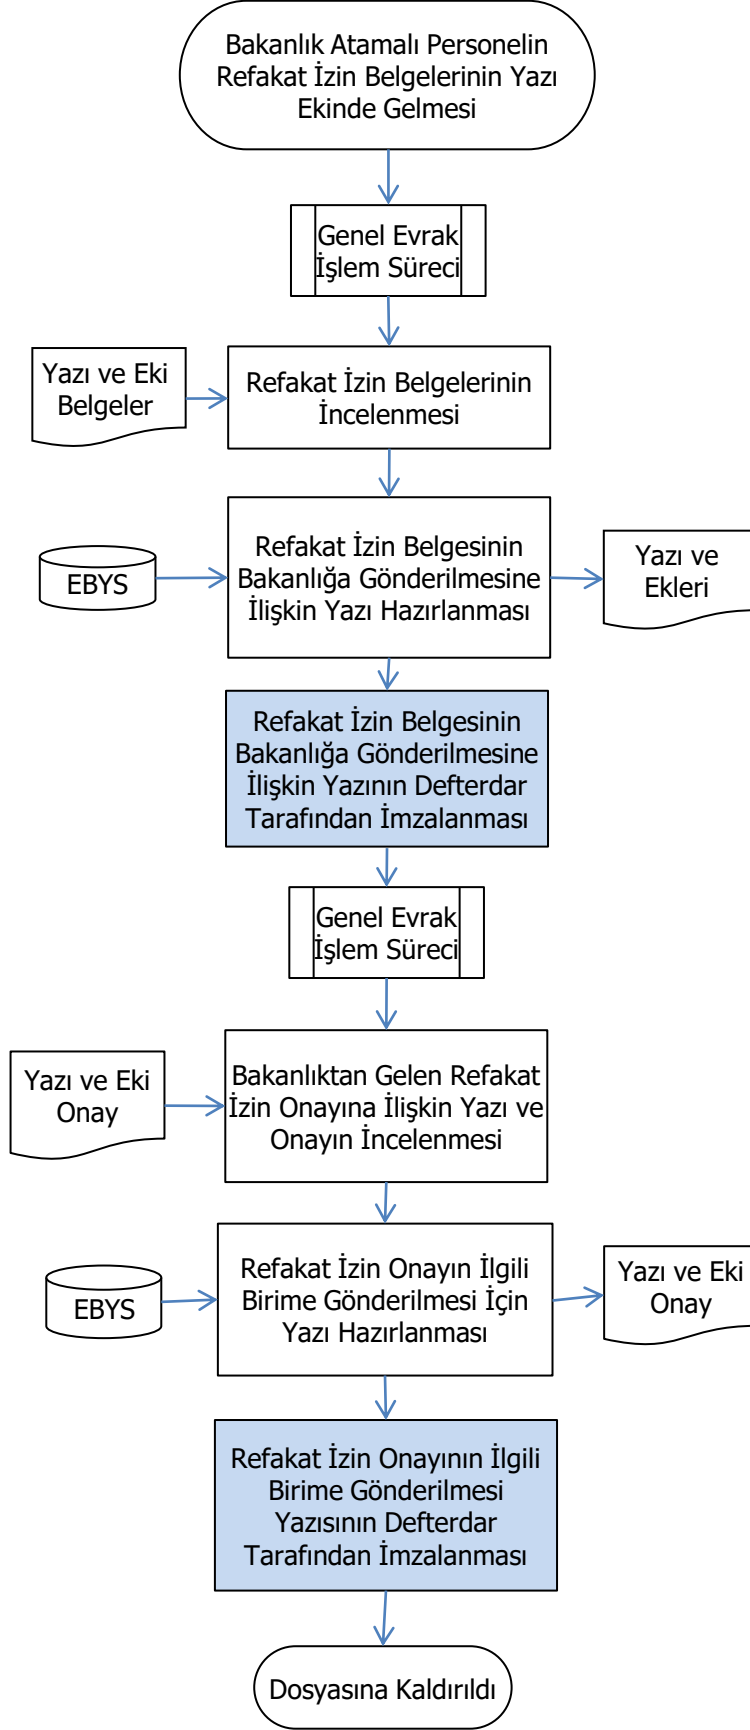 Bakanlık Atamalı Personelin
Refakat İzin Belgelerinin Yazı
Ekinde Gelmesi
Genel Evrak
İşlem Süreci
Yazı ve Eki
Belgeler
Refakat İzin Belgelerinin
İncelenmesi
EBYS
Refakat İzin Belgesinin
Bakanlığa Gönderilmesine
İlişkin Yazı Hazırlanması
Yazı ve
Ekleri
Refakat İzin Belgesinin
Bakanlığa Gönderilmesine
İlişkin Yazının Defterdar
Tarafından İmzalanması
Genel Evrak
İşlem Süreci
Yazı ve Eki
Onay
Bakanlıktan Gelen Refakat
İzin Onayına İlişkin Yazı ve
Onayın İncelenmesi
EBYS
Refakat İzin Onayın İlgili
Birime Gönderilmesi İçin
Yazı Hazırlanması
Yazı ve Eki
Onay
Refakat İzin Onayının İlgili
Birime Gönderilmesi
Yazısının Defterdar
Tarafından İmzalanması
Dosyasına Kaldırıldı